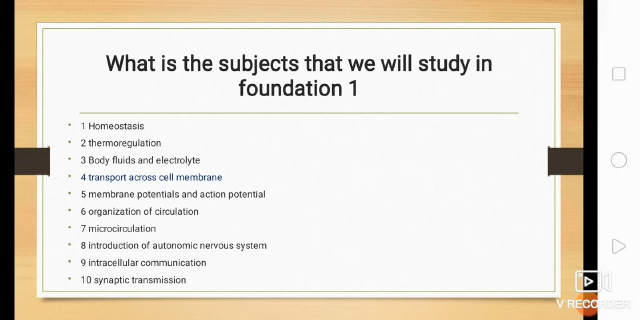 What is the subjects that we will study in
foundation 1
1 Homeostasis
2 thermoregulation
3 Body fluids and electrolyte
4 transport across cell membrane
5 membrane potentials and action potential
6 organization of circulation
7 microcirculation
8 introduction of autonomic nervous system
9 intracellular communication
10 synaptic transmission
V RECORDER